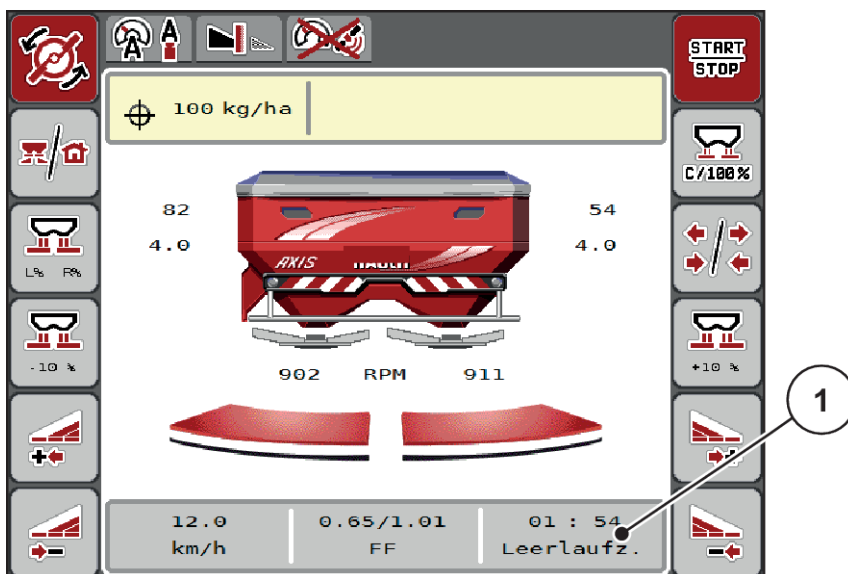 A A
START
STOP
100 kg/ha
C/100%
82
54
4.0
4.0
AXIS RAUCH
L% R%
-10 %
902 RPM 911
+10 %
1
12.0
0.65/1.01
01 : 54
km/h
FF
Leerlaufz.